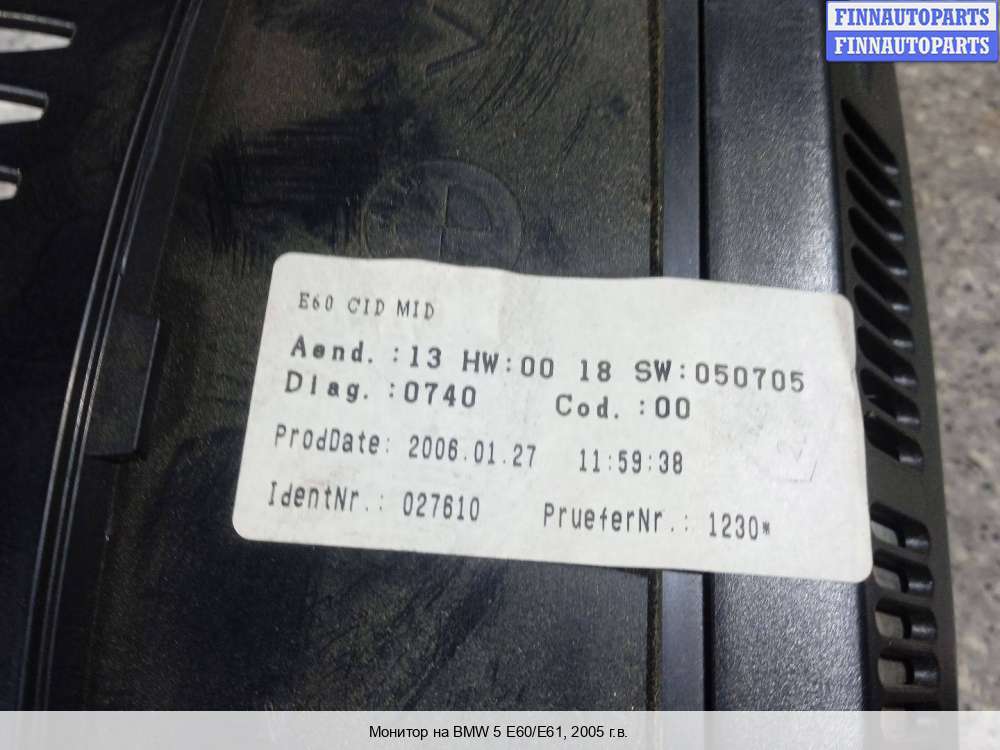 FINNAUTOPARTS
FINNAUTOPARTS
E60 CID MID
Aend. :13 HW:00 18 SW:050705
Diag. :0740 Cod. :00
ProdDate: 2006.01.27 11:59:38
IdentNr.: 027610 PrueferNr.: 1230*
Монитор на BMW 5 E60/E61, 2005 г.в.